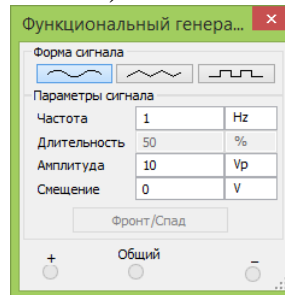 Функциональный генера...
Форма сигнала
Параметры сигнала
Частота 1 Hz
Длительность 50 %
Амплитуда 10 Vp
Смещение 0 V
Фронт/Спад
+ Общий −